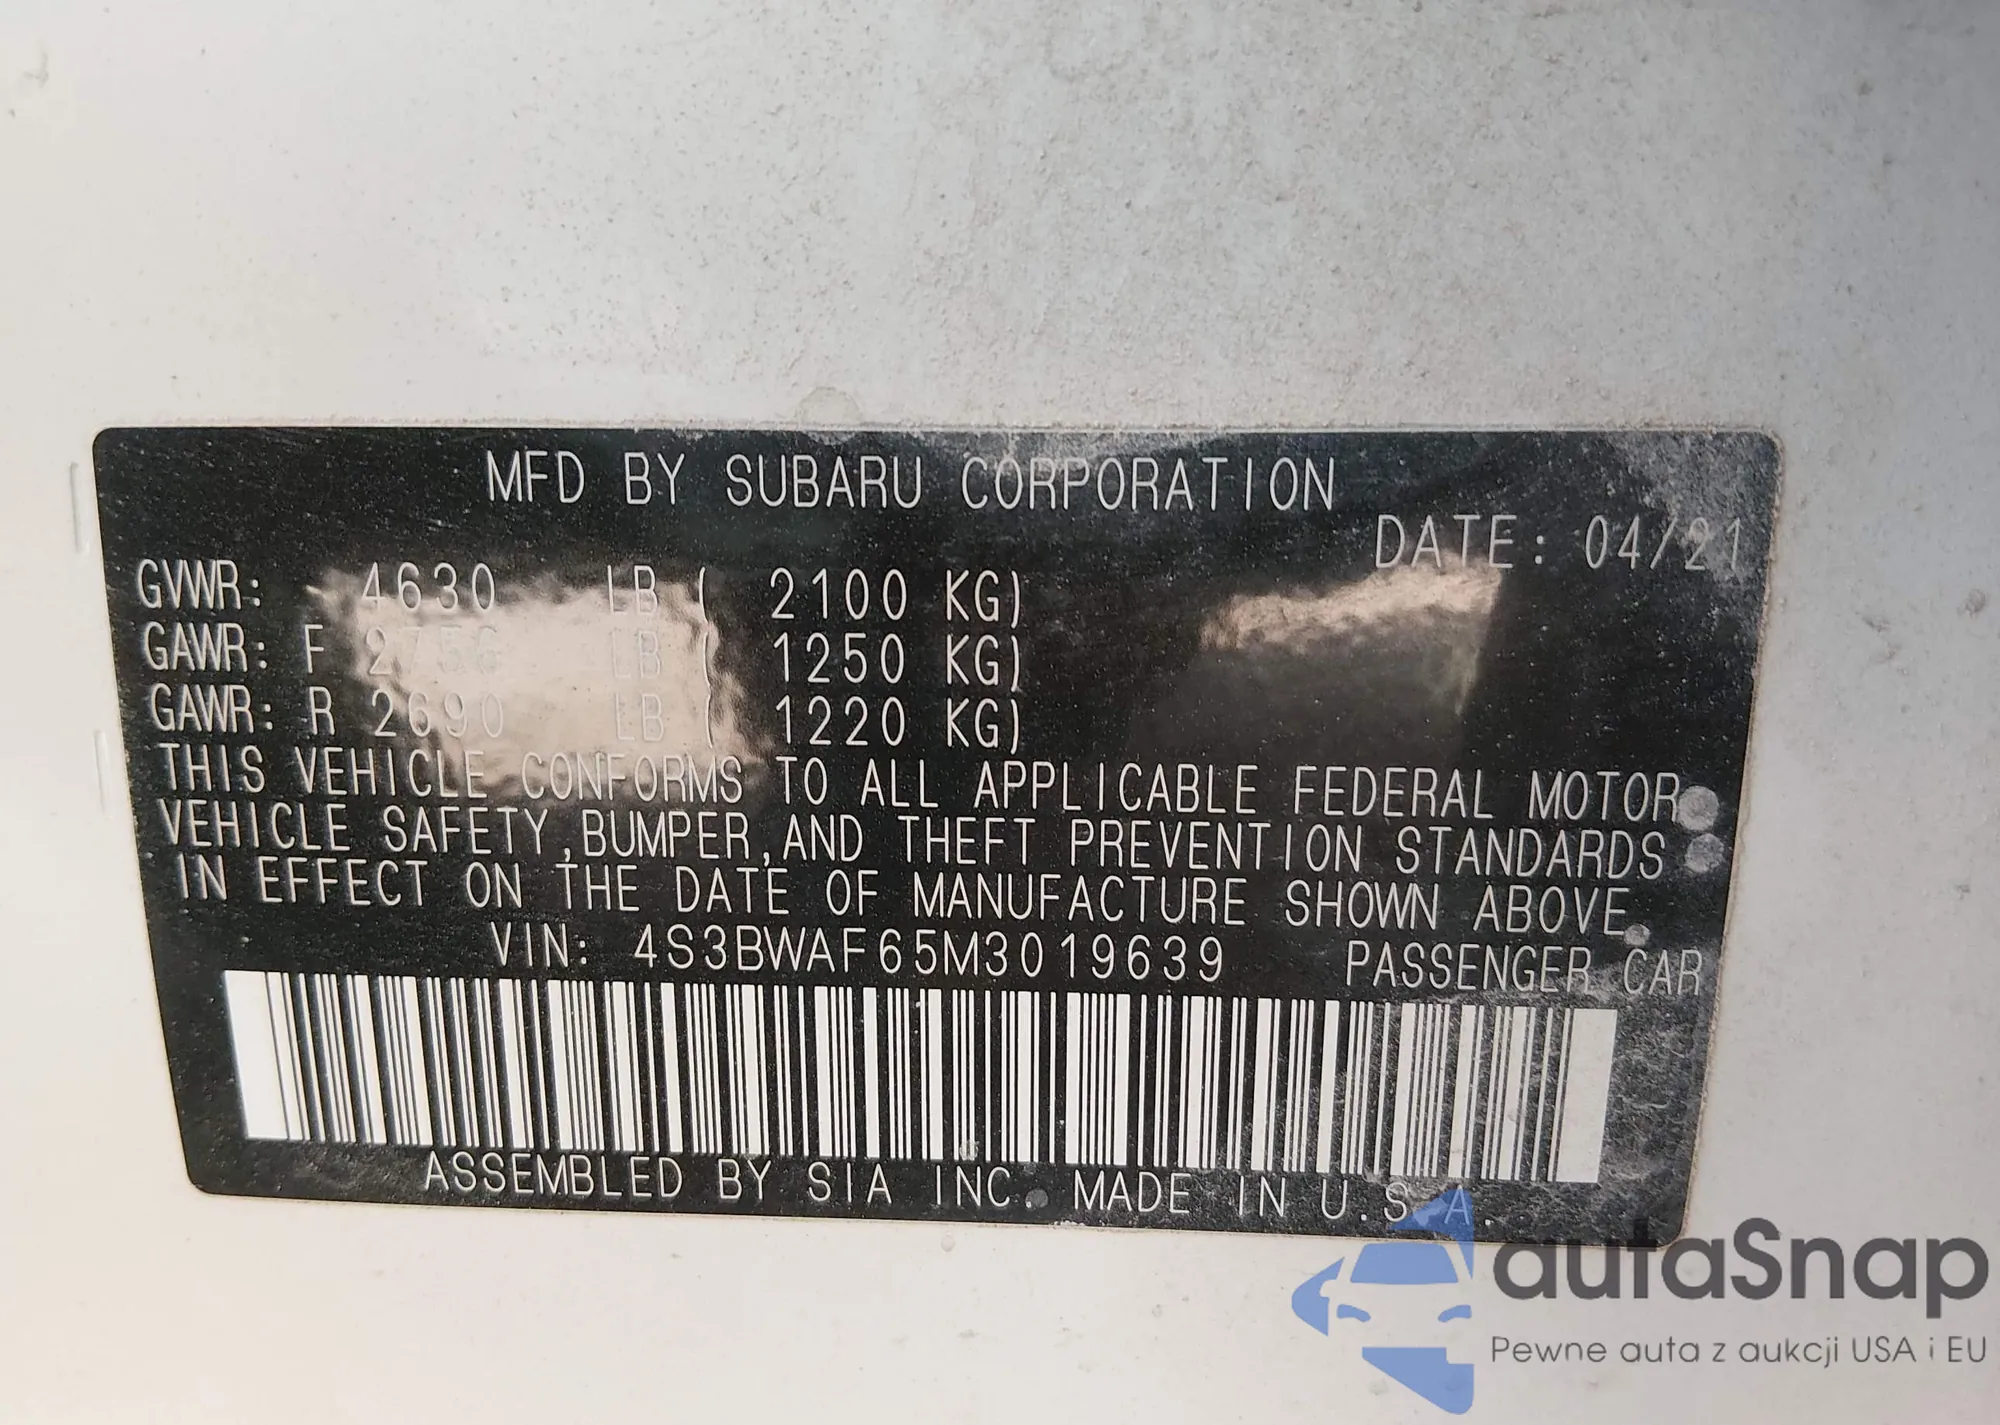 MFD BY SUBARU CORPORATION
DATE: 04/21
GVWR: 4630 LB ( 2100 KG)
GAWR: F 2756 LB ( 1250 KG)
GAWR: R 2690 LB ( 1220 KG)
THIS VEHICLE CONFORMS TO ALL APPLICABLE FEDERAL MOTOR
VEHICLE SAFETY,BUMPER,AND THEFT PREVENTION STANDARDS
IN EFFECT ON THE DATE OF MANUFACTURE SHOWN ABOVE.
VIN: 4S3BWAF65M3019639 PASSENGER CAR
ASSEMBLED BY SIA INC. MADE IN U.S.A.
autaSnap
Pewne auta z aukcji USA i EU